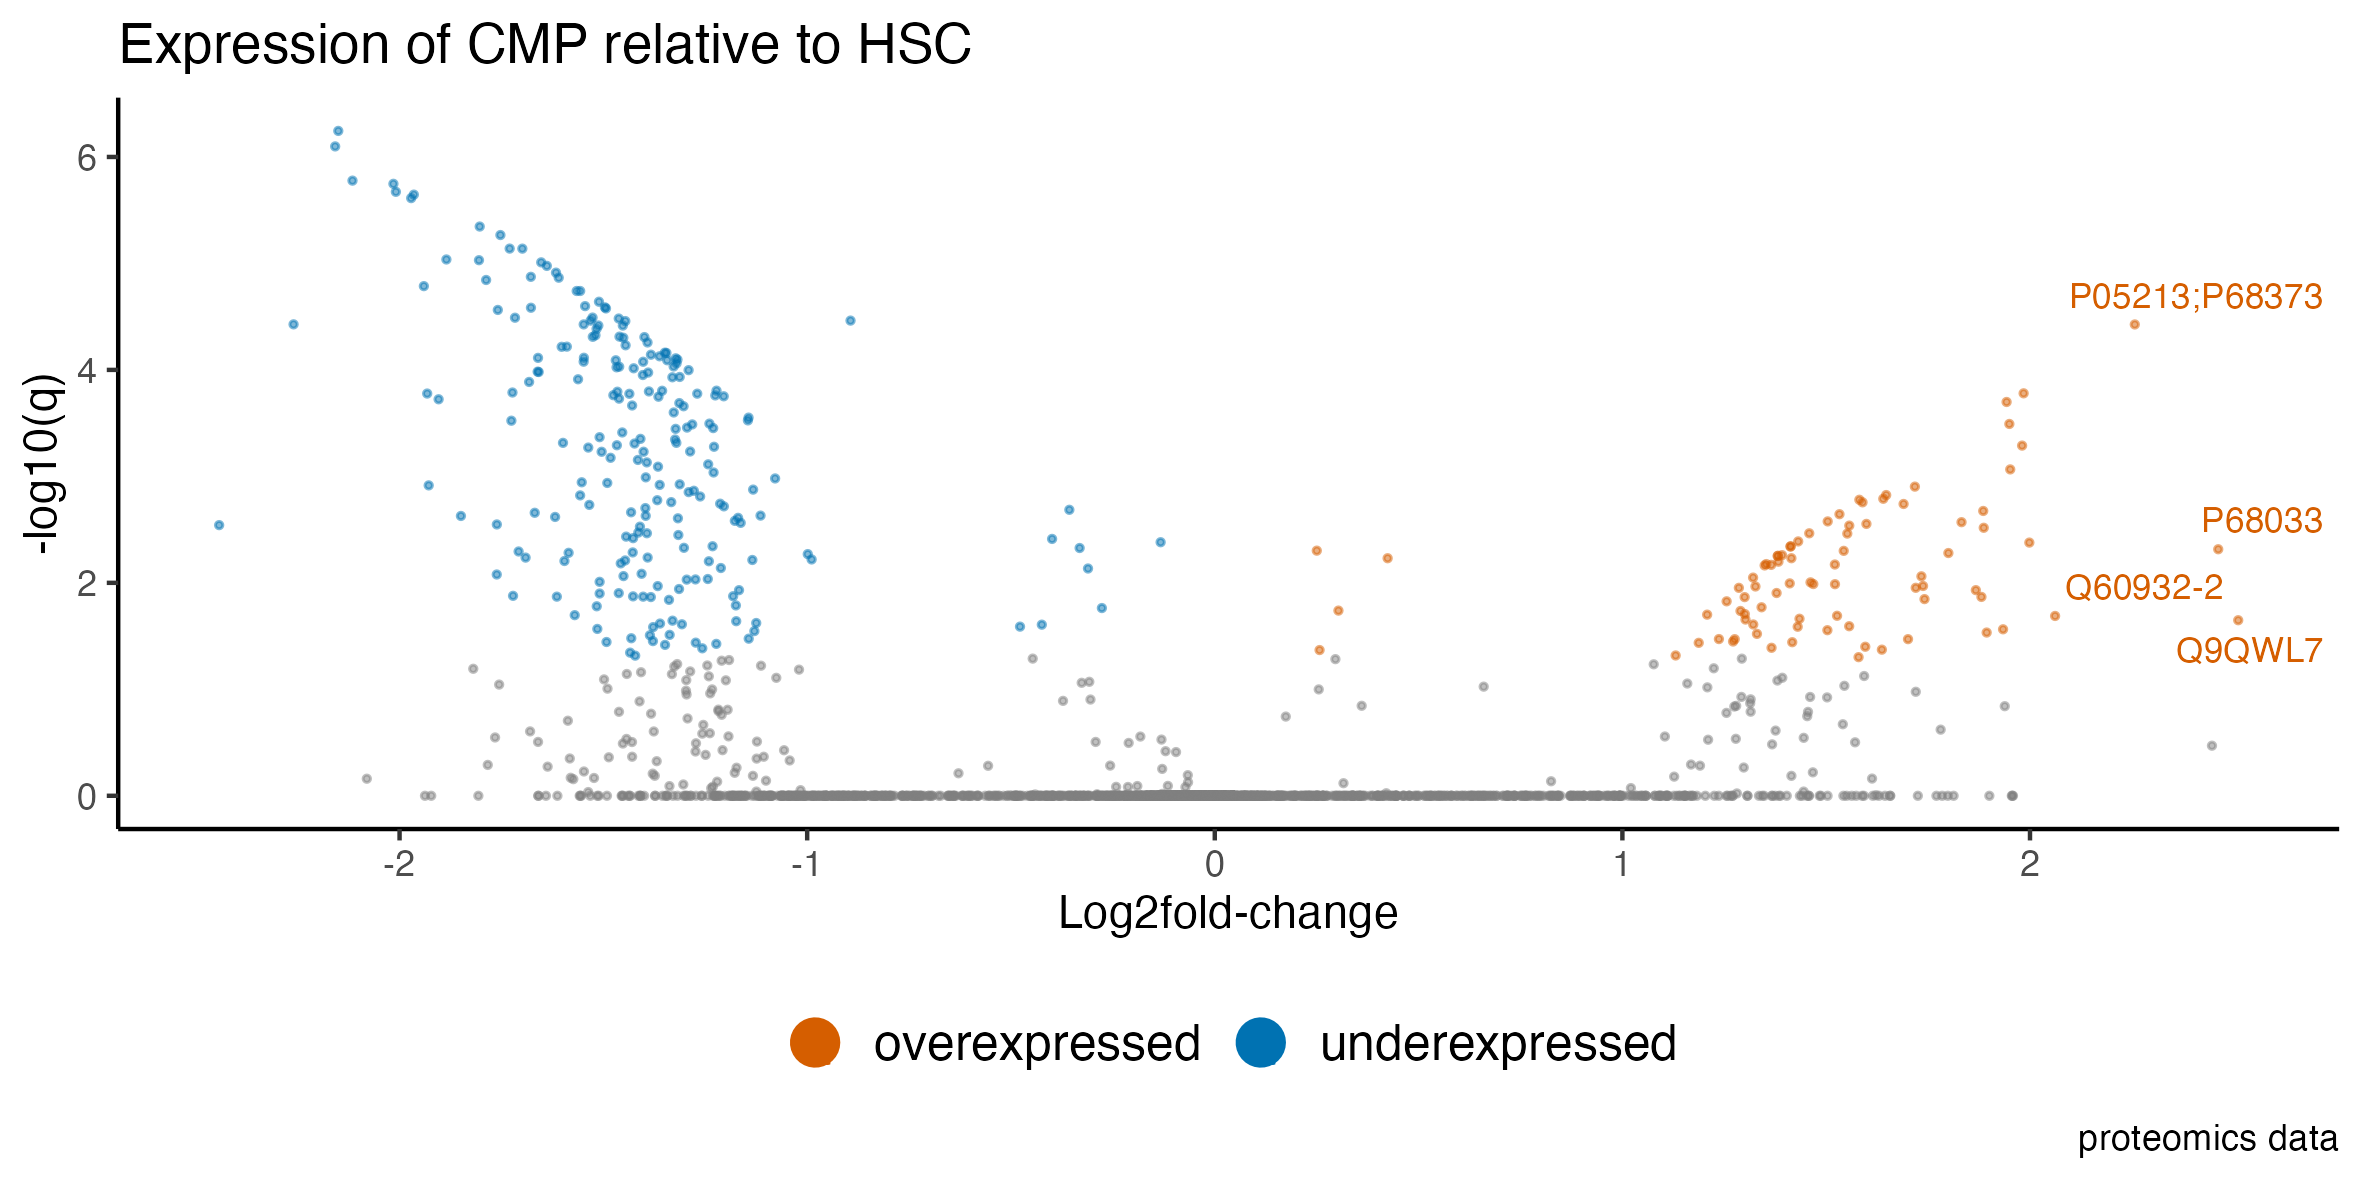 Expression of CMP relative to HSC
-log10(q)
6
4
2
0
P05213;P68373
P68033
Q60932-2
Q9QWL7
-2
-1
0
1
2
Log2fold-change
overexpressed
underexpressed
proteomics data